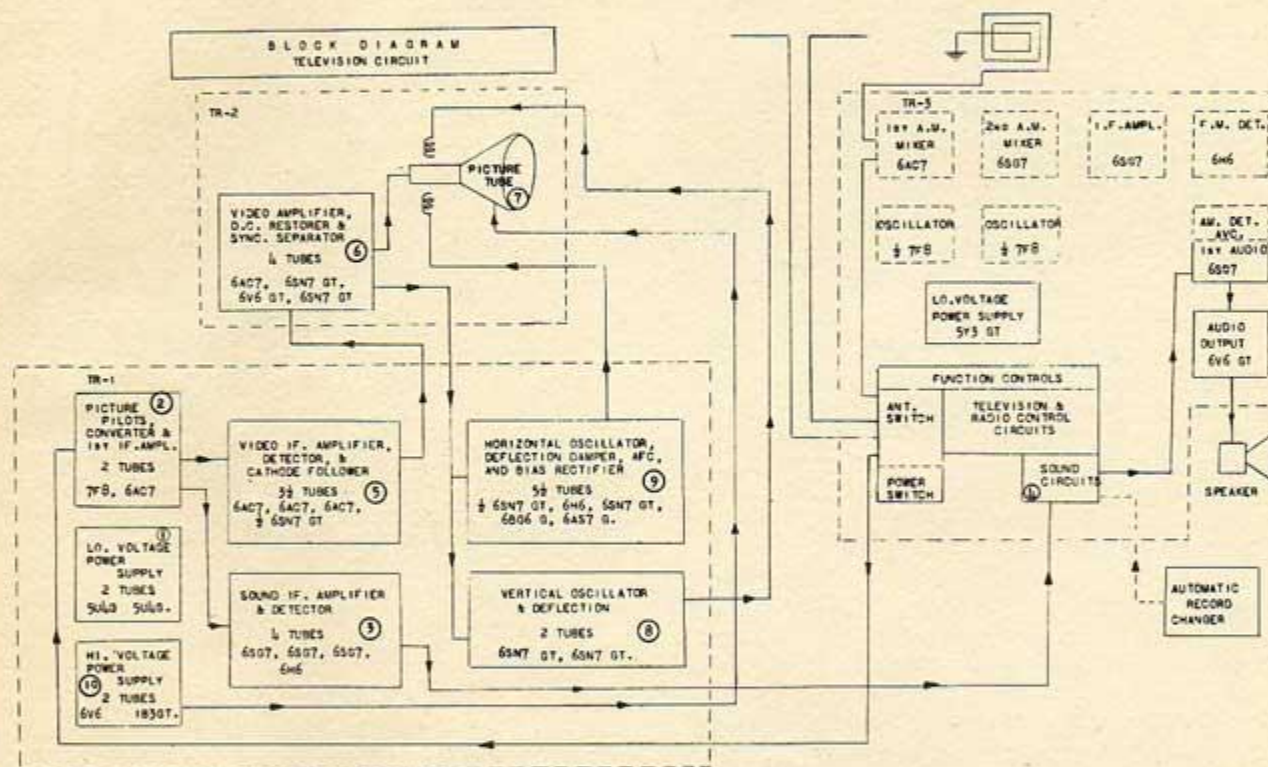 BLOCK DIAGRAM
TELEVISION CIRCUIT
TR-2
PICTURE
TUBE
7
VIDEO AMPLIFIER,
D.C. RESTORER &
SYNC. SEPARATOR
6
4 TUBES
6AC7, 6SN7 GT,
6V6 GT, 6SN7 GT
TR-1
PICTURE
2
PILOTS,
CONVERTER &
1ST IF. AMPL.
2 TUBES
7F8, 6AC7
VIDEO IF. AMPLIFIER,
DETECTOR, &
CATHODE FOLLOWER
3½ TUBES
5
6AC7, 6AC7, 6AC7,
½ 6SN7 GT
HORIZONTAL OSCILLATOR,
DEFLECTION DAMPER, AFC,
AND BIAS RECTIFIER
9
5½ TUBES
½ 6SN7 GT, 6H6, 6SN7 GT,
6BG6 G, 6AS7 G.
1
LO. VOLTAGE
POWER
SUPPLY
2 TUBES
5U4G 5U4G.
SOUND IF. AMPLIFIER
& DETECTOR
4 TUBES
3
6SG7, 6SG7, 6SG7,
6H6
VERTICAL OSCILLATOR
& DEFLECTION
2 TUBES
8
6SN7 GT, 6SN7 GT.
HI. VOLTAGE
POWER
10
SUPPLY
2 TUBES
6V6 1B3GT.
TR-3
1ST A.M.
MIXER
6AC7
2ND A.M.
MIXER
6SG7
I.F. AMPL.
6SG7
F.M. DET.
6H6
OSCILLATOR
½ 7F8
OSCILLATOR
½ 7F8
AM. DET.
AVC,
1ST AUDIO
6SQ7
LO. VOLTAGE
POWER SUPPLY
5Y3 GT
AUDIO
OUTPUT
6V6 GT
FUNCTION CONTROLS
ANT.
SWITCH
TELEVISION &
RADIO CONTROL
CIRCUITS
POWER
SWITCH
SOUND
CIRCUITS
4
SPEAKER
AUTOMATIC
RECORD
CHANGER